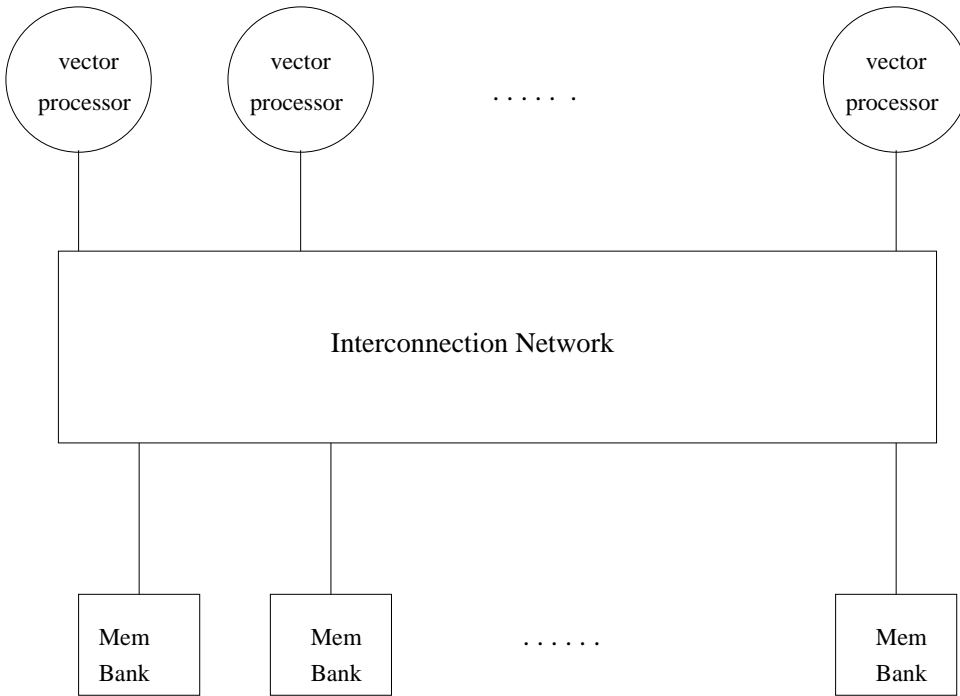 vector
processor
vector
processor
. . . . . .  .
vector
processor
Interconnection Network
Mem
Bank
Mem
Bank
. . . . . .
Mem
Bank